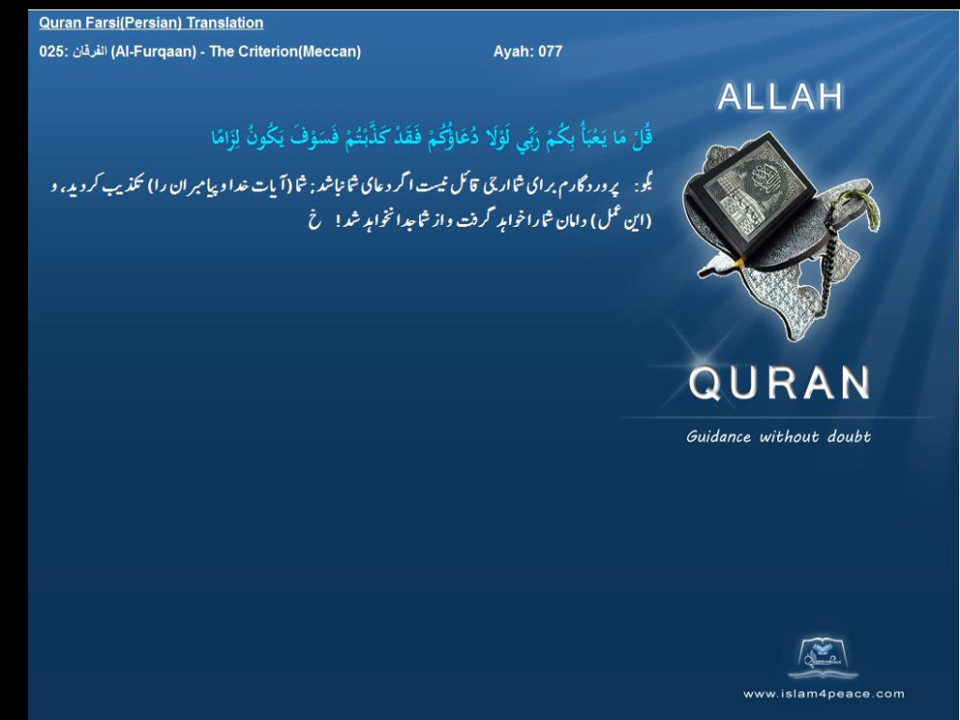 Quran Farsi(Persian) Translation
025: الفرقان (Al-Furqaan) - The Criterion(Meccan) Ayah: 077
ALLAH
قُلْ مَا يَعْبَأُ بِكُمْ رَبِّي لَوْلَا دُعَاؤُكُمْ فَقَدْ كَذَّبْتُمْ فَسَوْفَ يَكُونُ لِزَامًا
بگو: پروردگارم برای شما ارجی قائل نیست اگر دعای شما نباشد; شما (آیات خدا و پیامبران را) تکذیب کردید، و
(این عمل) دامان شما را خواهد گرفت و از شما جدا نخواهد شد! خ
QURAN
Guidance without doubt
www.islam4peace.com